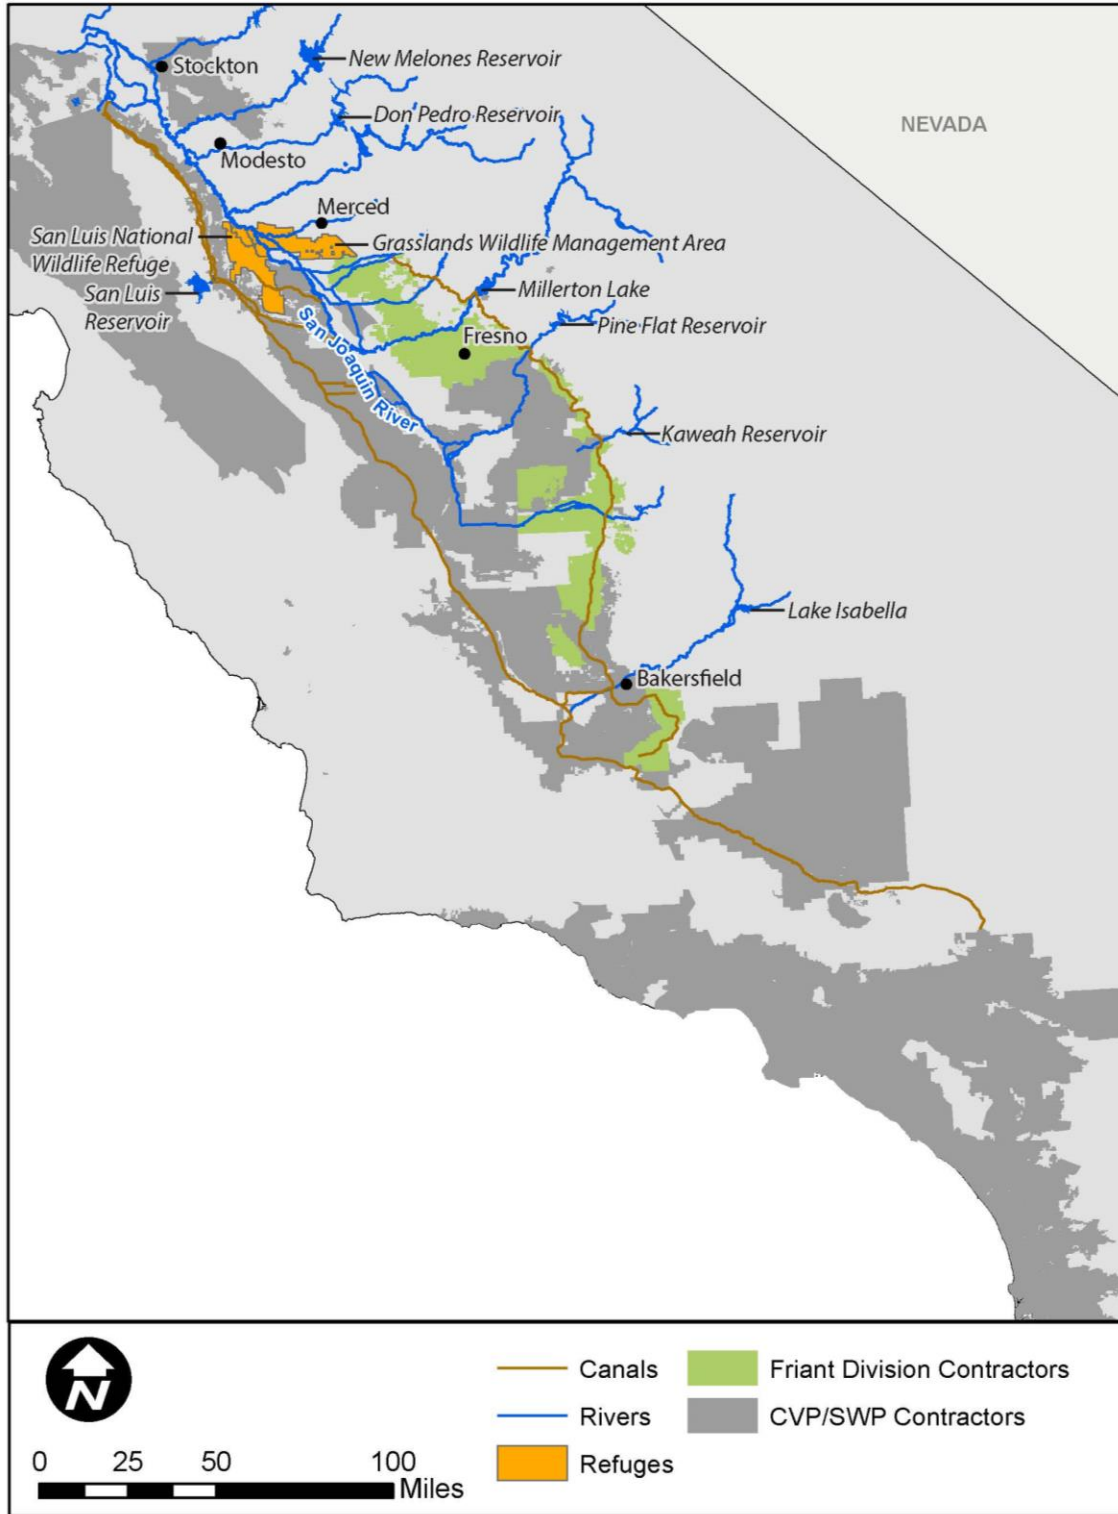 Stockton
New Melones Reservoir
Don Pedro Reservoir
NEVADA
Modesto
Merced
San Luis National
Wildlife Refuge
Grasslands Wildlife Management Area
San Luis
Reservoir
Millerton Lake
San Joaquin River
Pine Flat Reservoir
Fresno
Kaweah Reservoir
Lake Isabella
Bakersfield
N
0 25 50 100
Miles
Canals
Rivers
Refuges
Friant Division Contractors
CVP/SWP Contractors